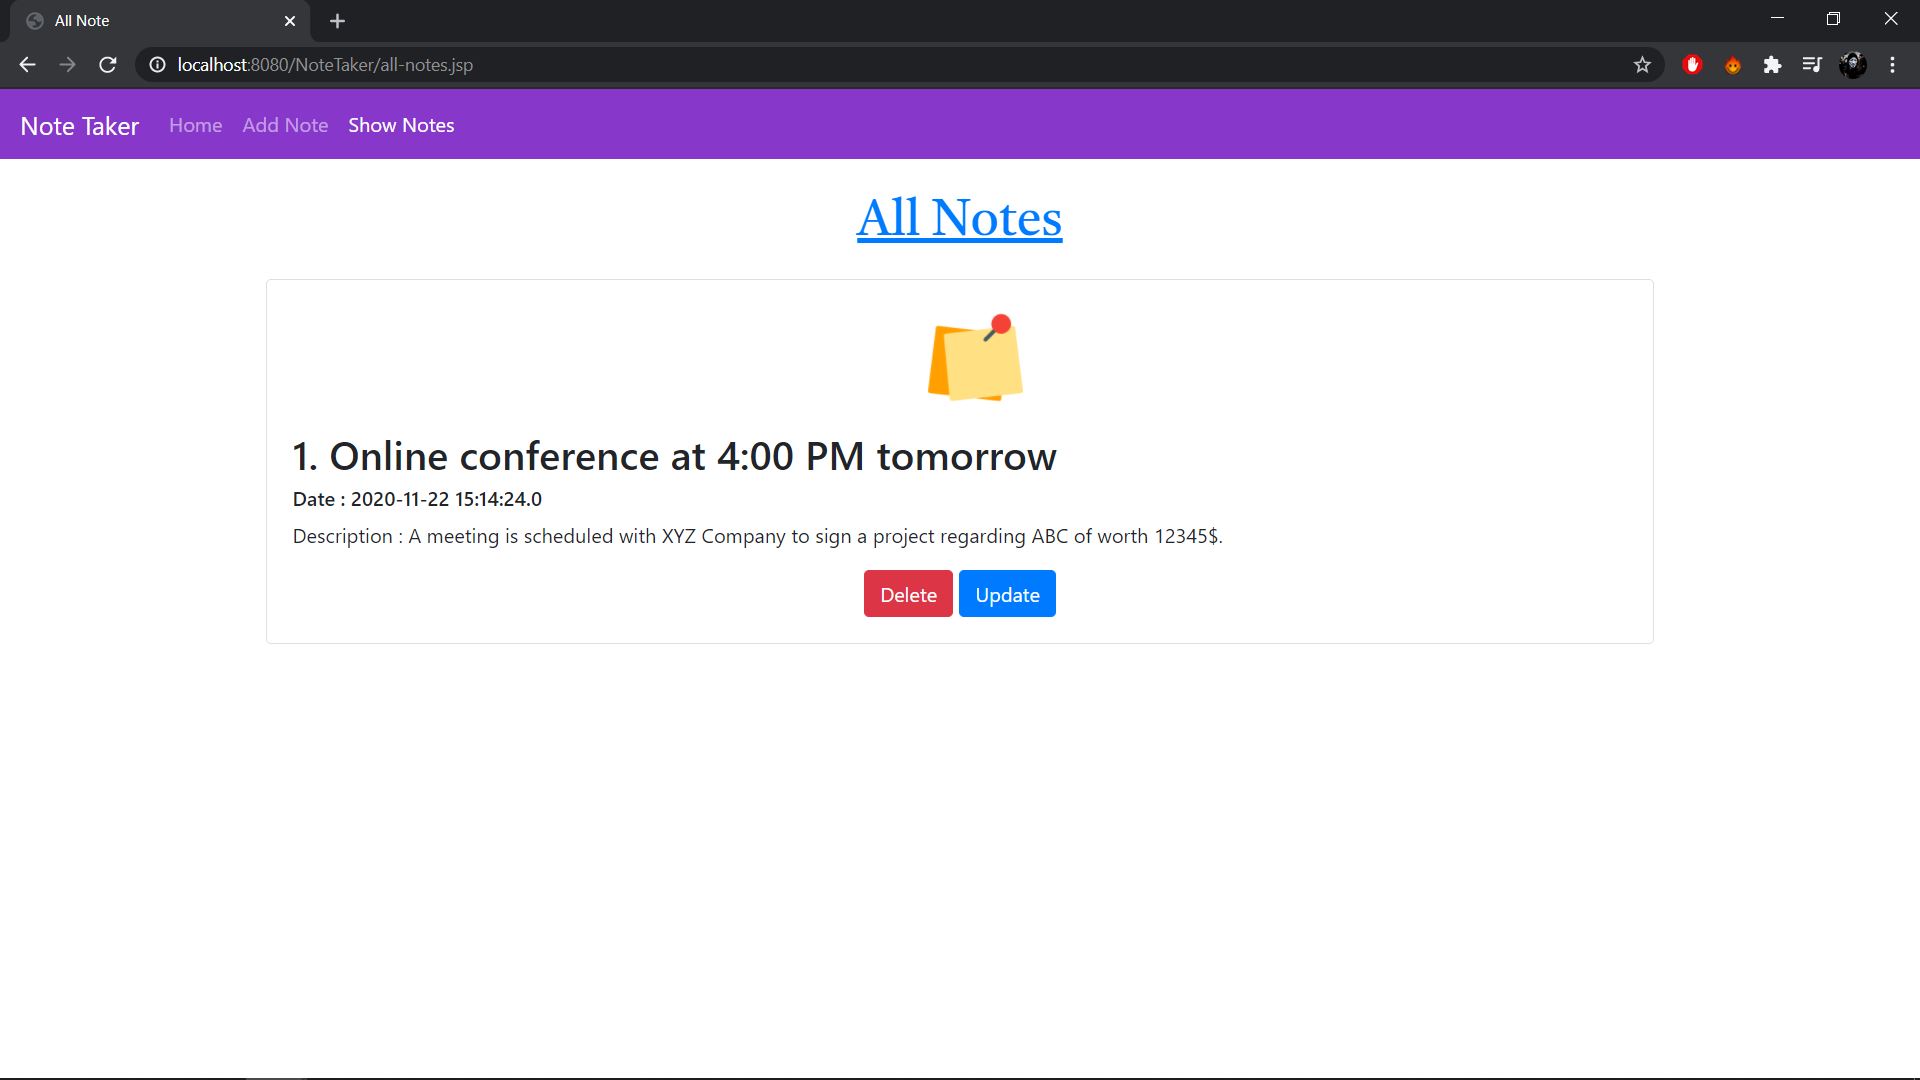 All Note
localhost:8080/NoteTaker/all-notes.jsp
Note Taker Home Add Note Show Notes
All Notes
1. Online conference at 4:00 PM tomorrow
Date : 2020-11-22 15:14:24.0
Description : A meeting is scheduled with XYZ Company to sign a project regarding ABC of worth 12345$.
Delete Update